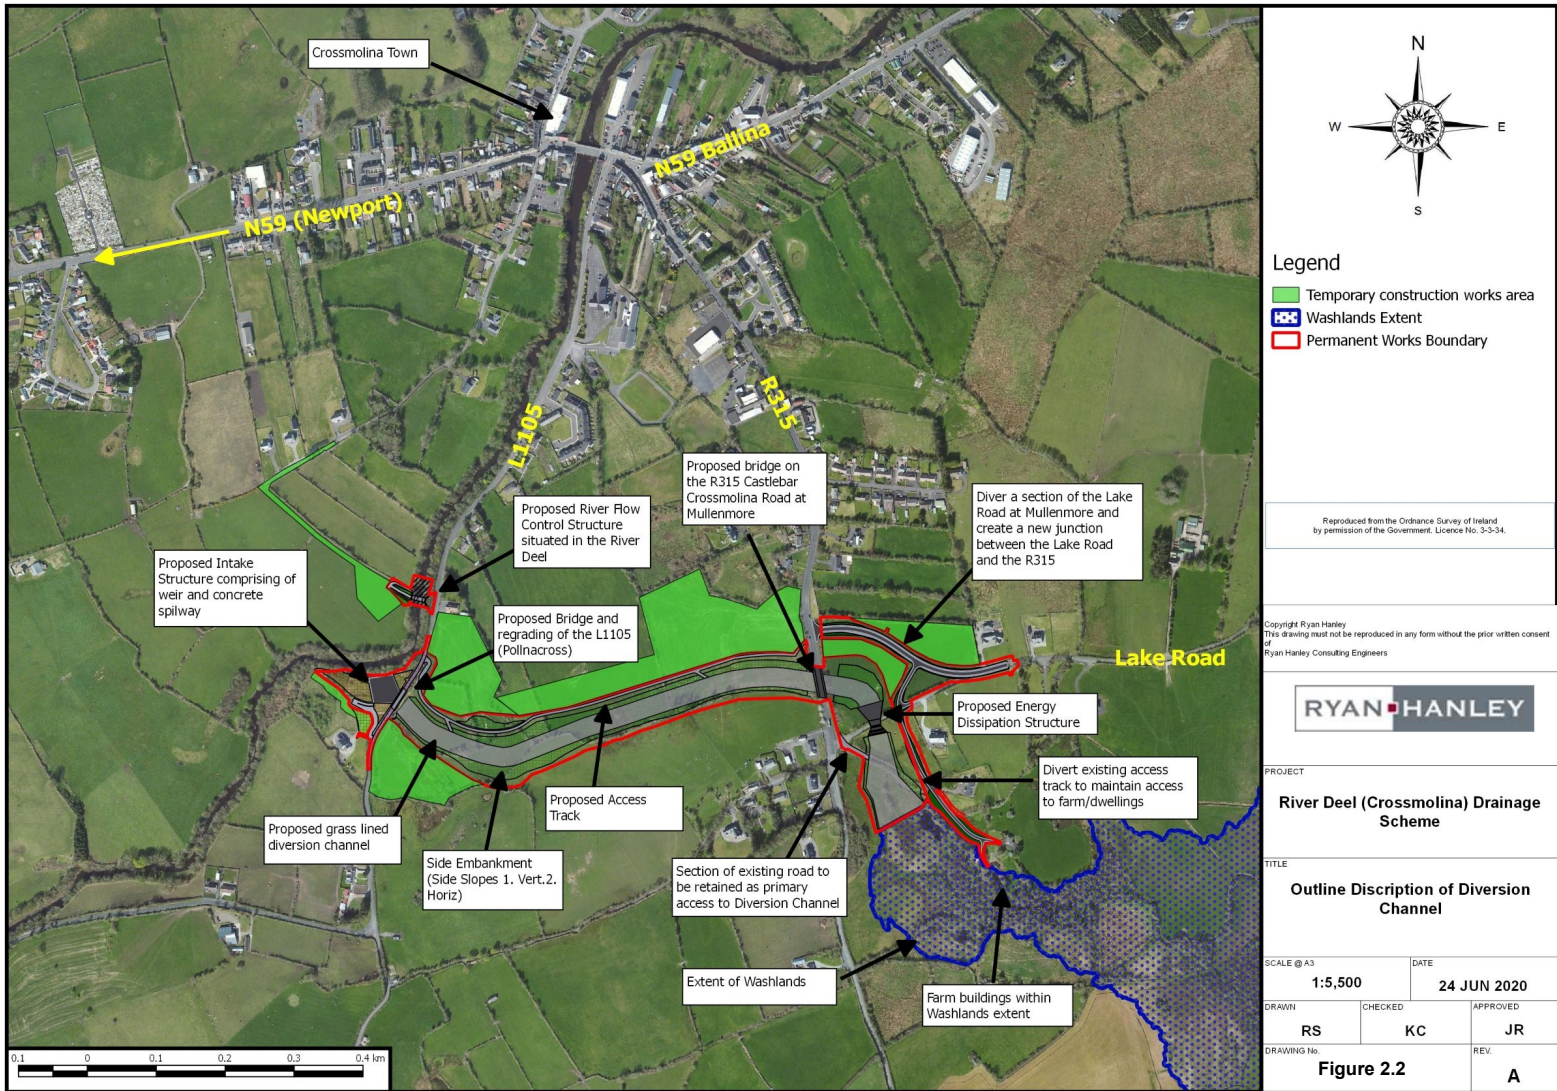 Crossmolina Town
N59 Ballina
N59 (Newport)
L1105
R315
Proposed bridge on
the R315 Castlebar
Crossmolina Road at
Mullenmore
Diver a section of the Lake
Road at Mullenmore and
create a new junction
between the Lake Road
and the R315
Proposed River Flow
Control Structure
situated in the River
Deel
Proposed Intake
Structure comprising of
weir and concrete
spilway
Proposed Bridge and
regrading of the L1105
(Pollnacross)
Lake Road
Proposed Energy
Dissipation Structure
Divert existing access
track to maintain access
to farm/dwellings
Proposed Access
Track
Proposed grass lined
diversion channel
Side Embankment
(Side Slopes 1. Vert.2.
Horiz)
Section of existing road to
be retained as primary
access to Diversion Channel
Extent of Washlands
Farm buildings within
Washlands extent
0.1 0 0.1 0.2 0.3 0.4 km
N
W E
S
Legend
Temporary construction works area
Washlands Extent
Permanent Works Boundary
Reproduced from the Ordnance Survey of Ireland
by permission of the Government. Licence No. 3-3-34.
Copyright Ryan Hanley
This drawing must not be reproduced in any form without the prior written consent
of
Ryan Hanley Consulting Engineers
RYAN HANLEY
PROJECT
River Deel (Crossmolina) Drainage
Scheme
TITLE
Outline Discription of Diversion
Channel
SCALE @ A3 DATE
1:5,500 24 JUN 2020
DRAWN CHECKED APPROVED
RS KC JR
DRAWING No. REV.
Figure 2.2 A